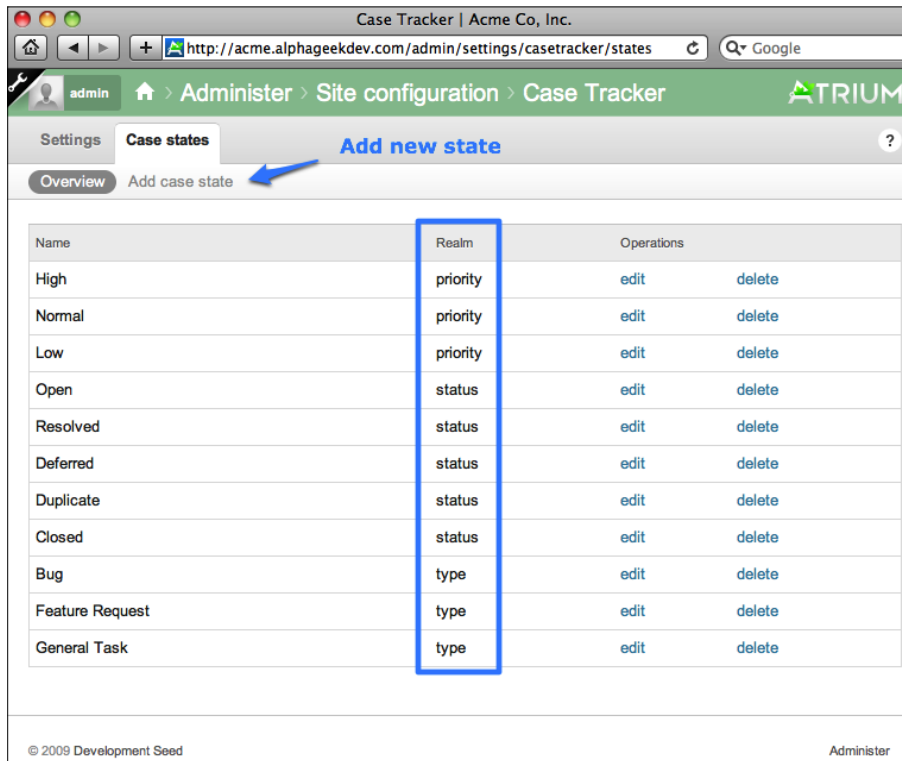 Case Tracker | Acme Co, Inc.
http://acme.alphageekdev.com/admin/settings/casetracker/states
Google
admin > Administer > Site configuration > Case Tracker ATRIUM
Settings Case states Add new state ?
Overview Add case state
Name Realm Operations
High priority edit delete
Normal priority edit delete
Low priority edit delete
Open status edit delete
Resolved status edit delete
Deferred status edit delete
Duplicate status edit delete
Closed status edit delete
Bug type edit delete
Feature Request type edit delete
General Task type edit delete
© 2009 Development Seed Administer